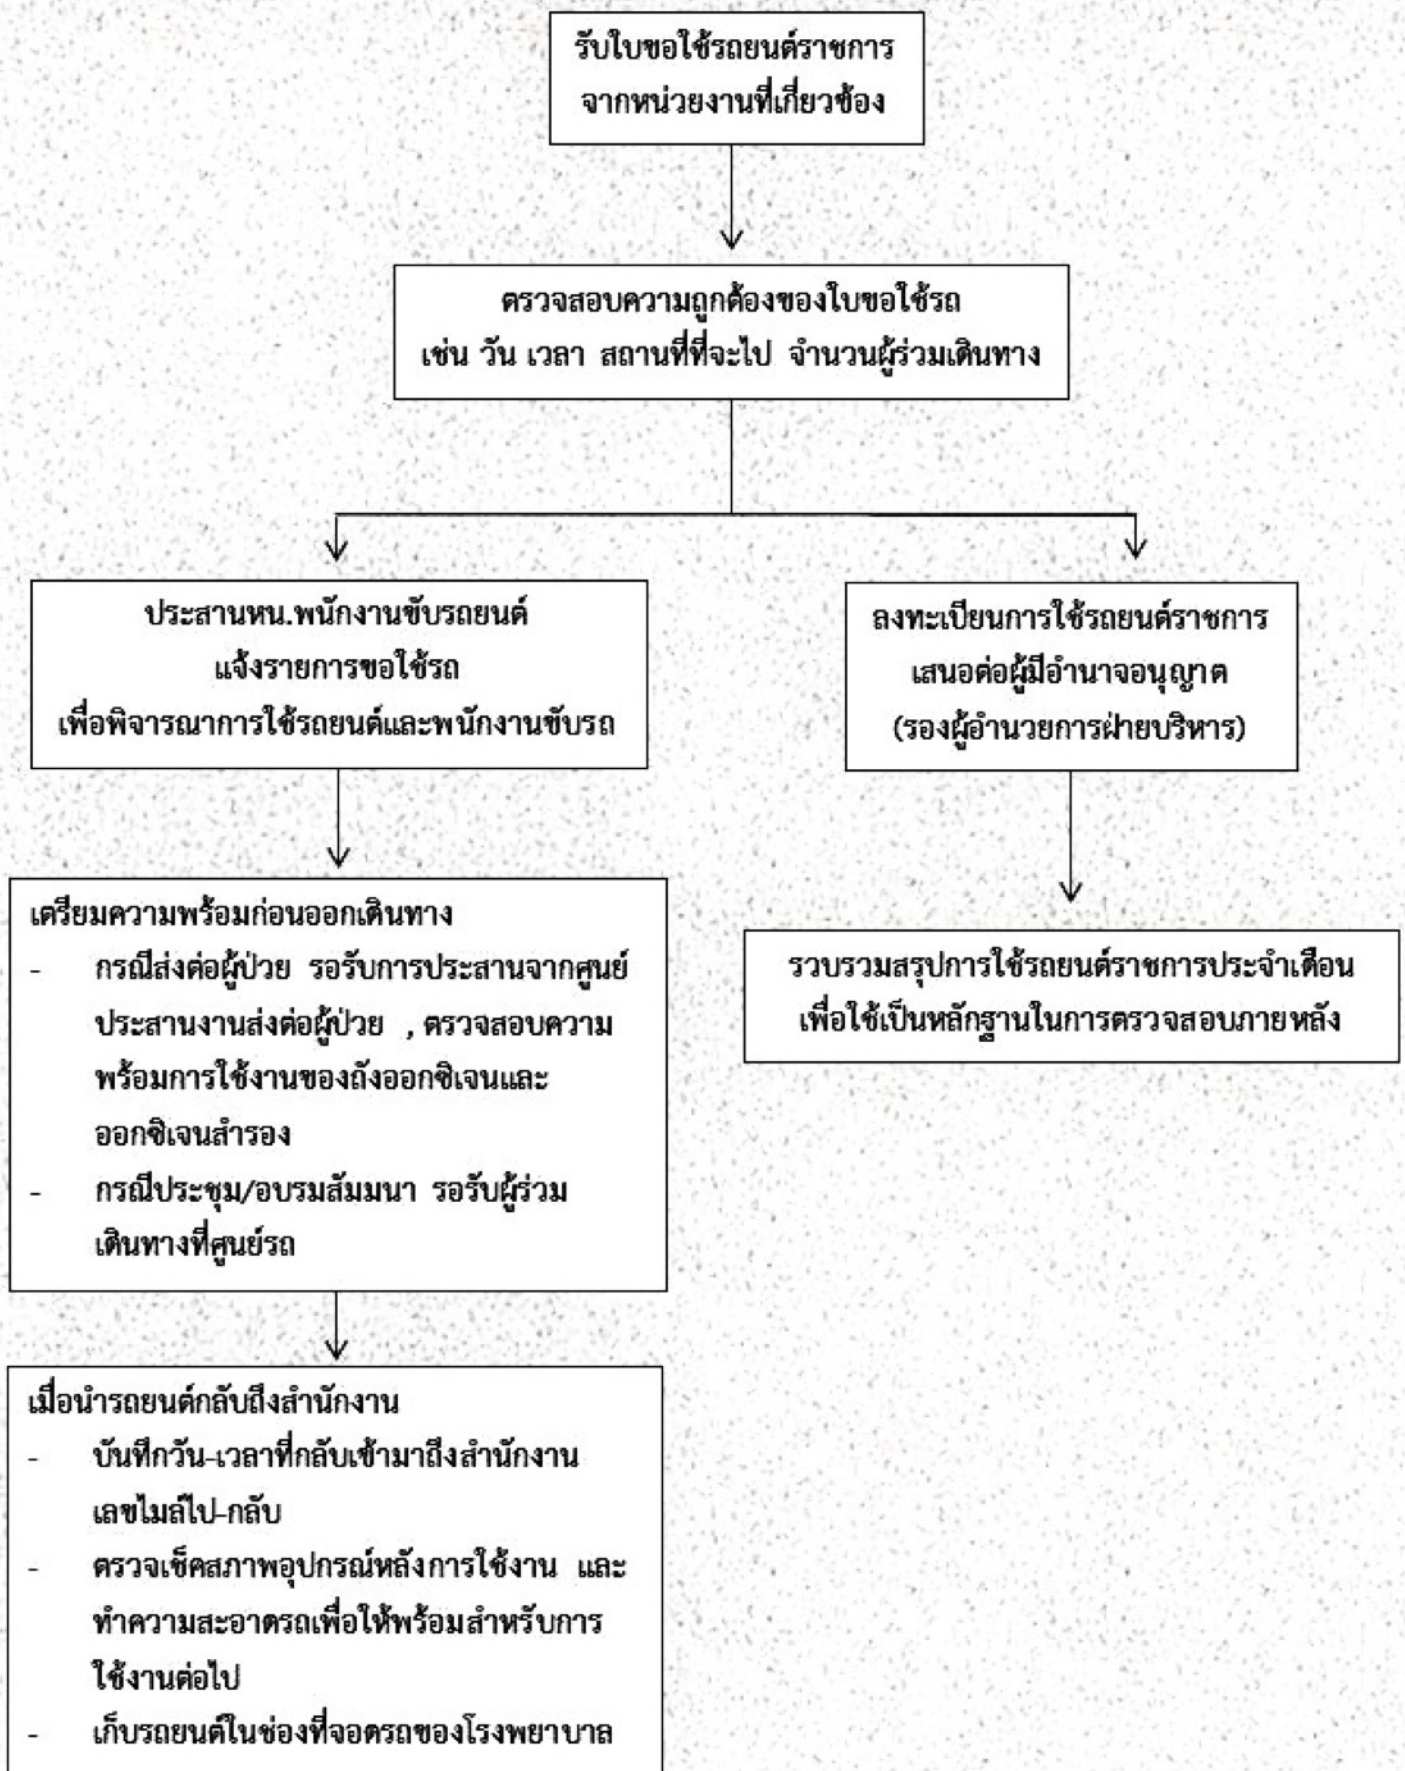 รับใบขอใช้รถยนต์ราชการ
จากหน่วยงานที่เกี่ยวข้อง
ตรวจสอบความถูกต้องของใบขอใช้รถ
เช่น วัน เวลา สถานที่ที่จะไป จำนวนผู้ร่วมเดินทาง
ประสานหน.พนักงานขับรถยนต์
แจ้งรายการขอใช้รถ
เพื่อพิจารณาการใช้รถยนต์และพนักงานขับรถ
ลงทะเบียนการใช้รถยนต์ราชการ
เสนอต่อผู้มีอำนาจอนุญาต
(รองผู้อำนวยการฝ่ายบริหาร)
เตรียมความพร้อมก่อนออกเดินทาง
- กรณีส่งต่อผู้ป่วย รอรับการประสานจากศูนย์
ประสานงานส่งต่อผู้ป่วย , ตรวจสอบความ
พร้อมการใช้งานของถังออกซิเจนและ
ออกซิเจนสำรอง
- กรณีประชุม/อบรมสัมมนา รอรับผู้ร่วม
เดินทางที่ศูนย์รถ
รวบรวมสรุปการใช้รถยนต์ราชการประจำเดือน
เพื่อใช้เป็นหลักฐานในการตรวจสอบภายหลัง
เมื่อนำรถยนต์กลับถึงสำนักงาน
- บันทึกวัน-เวลาที่กลับเข้ามาถึงสำนักงาน
เลขไมล์ไป-กลับ
- ตรวจเช็คสภาพอุปกรณ์หลังการใช้งาน และ
ทำความสะอาดรถเพื่อให้พร้อมสำหรับการ
ใช้งานต่อไป
- เก็บรถยนต์ในช่องที่จอดรถของโรงพยาบาล